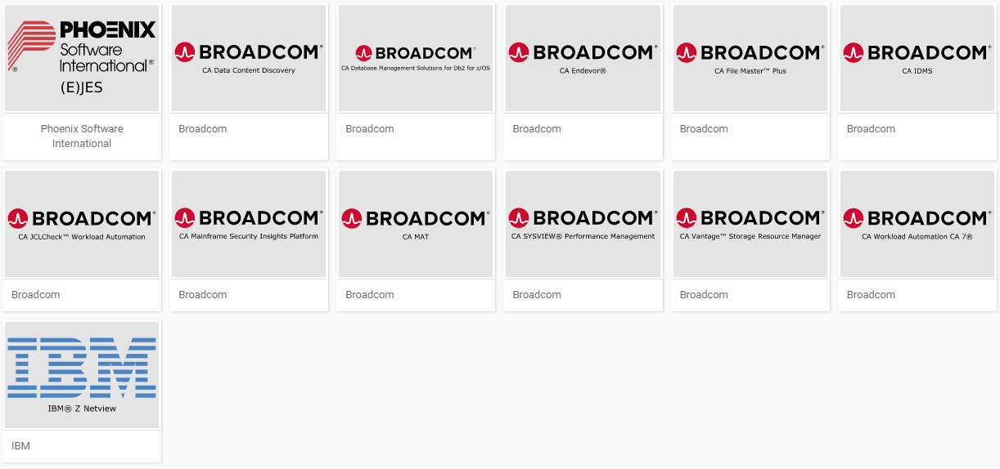 PHOENIX
Software
International®
®
(E)JES
Phoenix Software
International
BROADCOM®
CA Data Content Discovery
Broadcom
BROADCOM
CA Database Management Solutions for Db2 for z/OS
Broadcom
BROADCOM®
CA Endevor®
Broadcom
BROADCOM®
CA File Master™ Plus
Broadcom
BROADCOM®
CA IDMS
Broadcom
BROADCOM®
CA JCLCheck™ Workload Automation
Broadcom
BROADCOM®
CA Mainframe Security Insights Platform
Broadcom
BROADCOM®
CA MAT
Broadcom
BROADCOM®
CA SYSVIEW® Performance Management
Broadcom
BROADCOM®
CA Vantage™ Storage Resource Manager
Broadcom
BROADCOM®
CA Workload Automation CA 7®
Broadcom
IBM
IBM® Z Netview
IBM